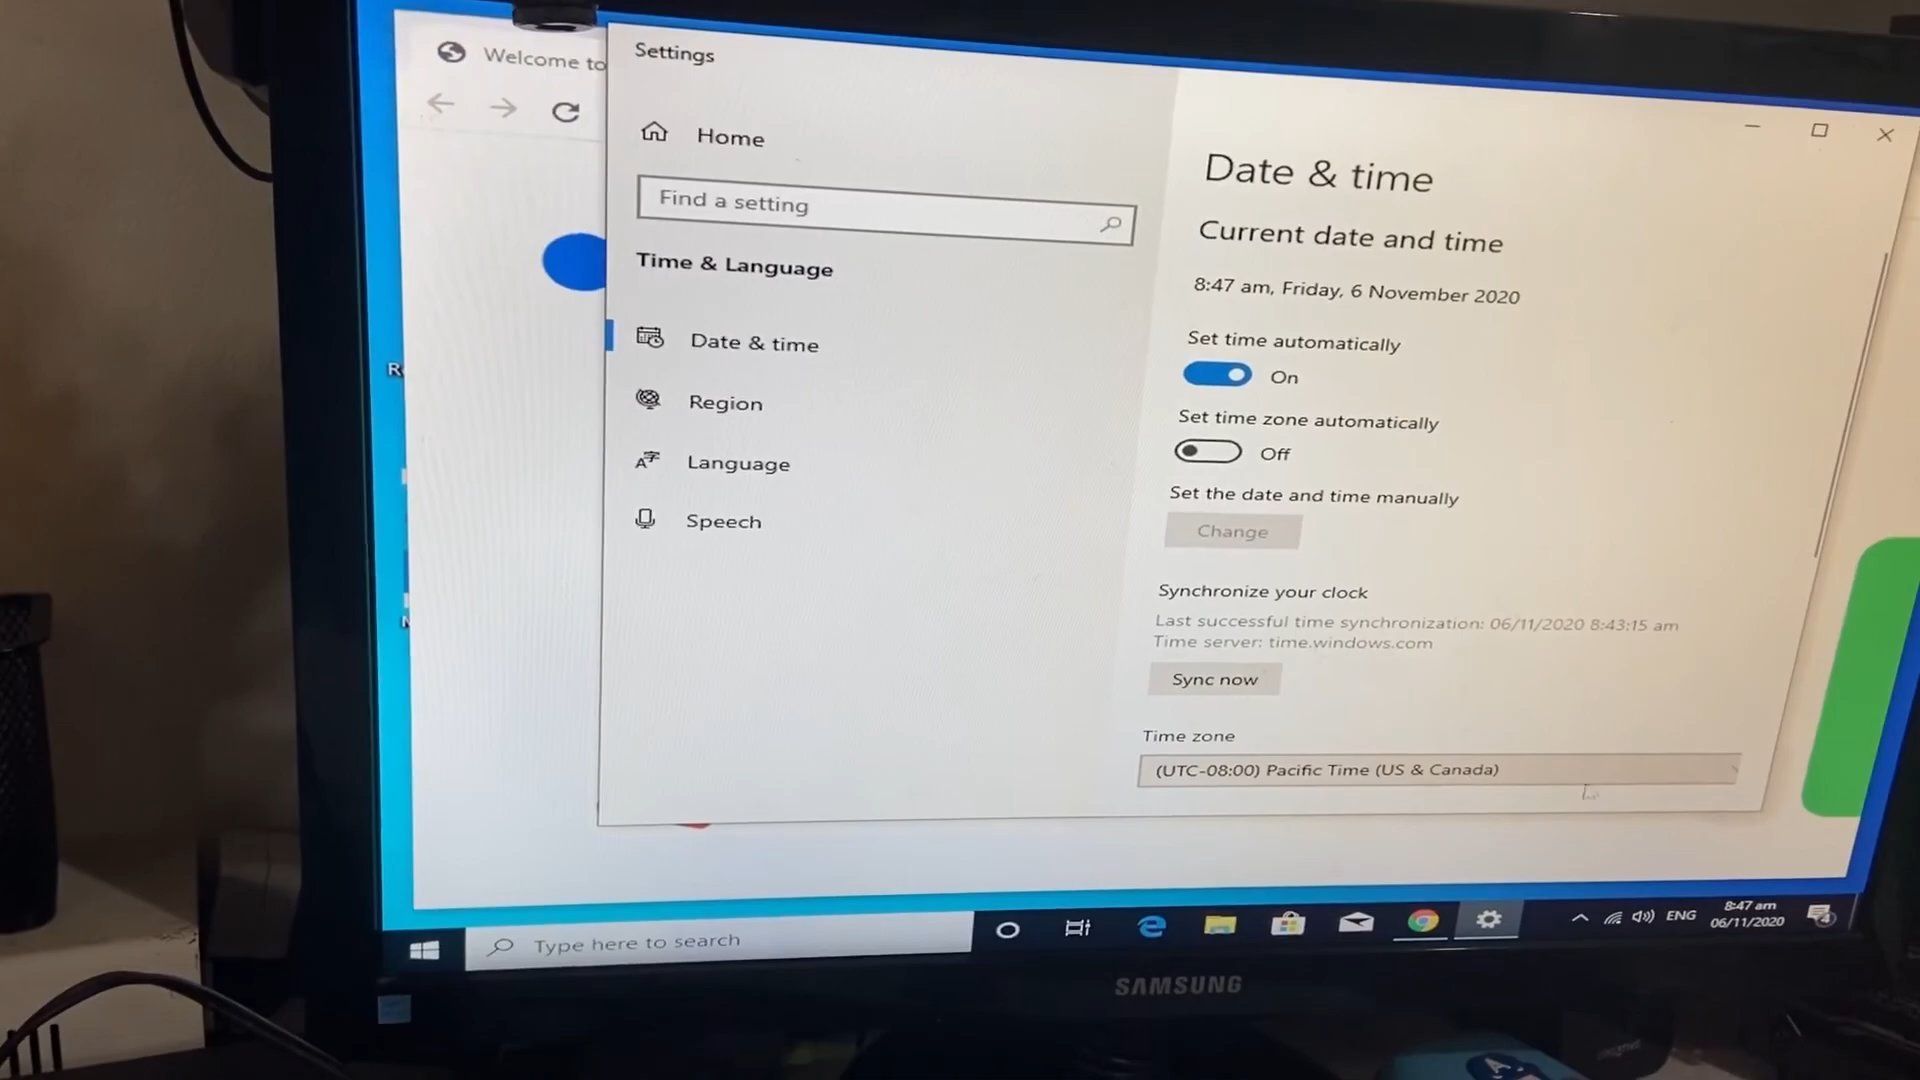 Welcome to
Settings
Home
Find a setting
Time & Language
Date & time
Region
Language
Speech
Date & time
Current date and time
8:47 am, Friday, 6 November 2020
Set time automatically
On
Set time zone automatically
Off
Set the date and time manually
Change
Synchronize your clock
Last successful time synchronization: 06/11/2020 8:43:15 am
Time server: time.windows.com
Sync now
Time zone
(UTC-08:00) Pacific Time (US & Canada)
Type here to search
ENG
8:47 am
06/11/2020
4
SAMSUNG